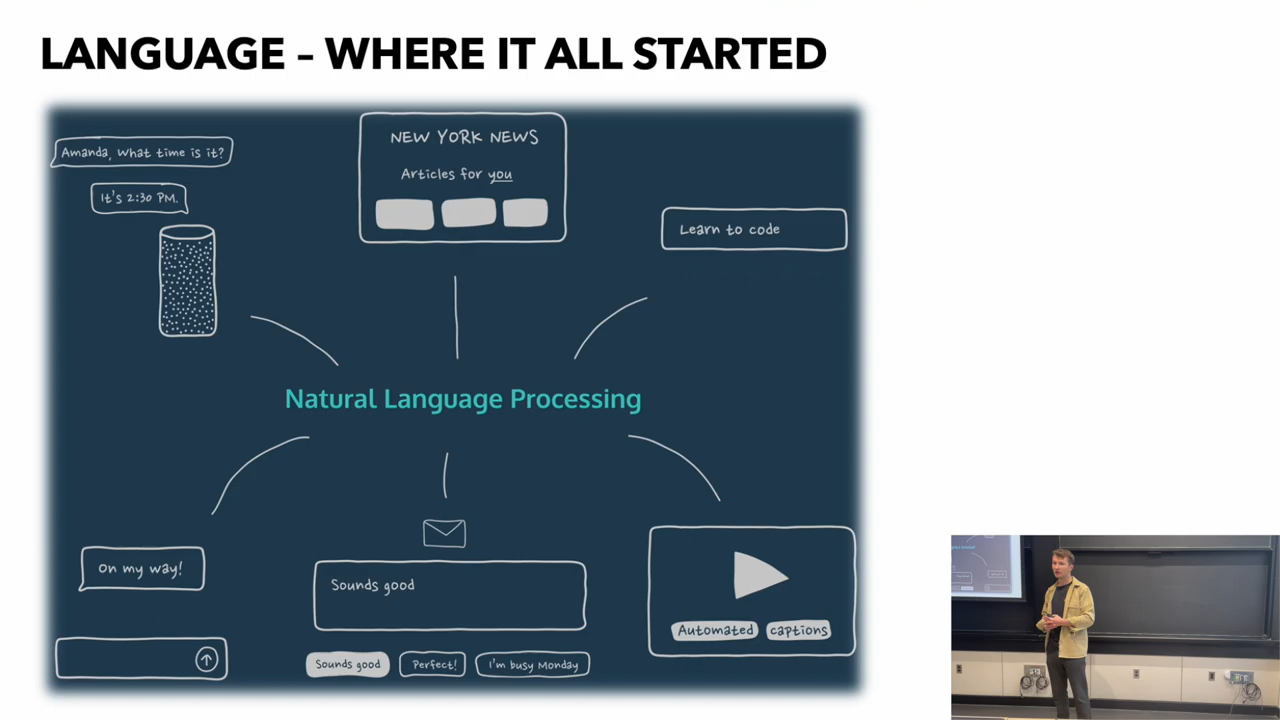 LANGUAGE – WHERE IT ALL STARTED
Amanda, what time is it?
It's 2:30 PM.
NEW YORK NEWS
Articles for you
Learn to code
Natural Language Processing
On my way!
Sounds good
Sounds good
Perfect!
I'm busy Monday
Automated captions